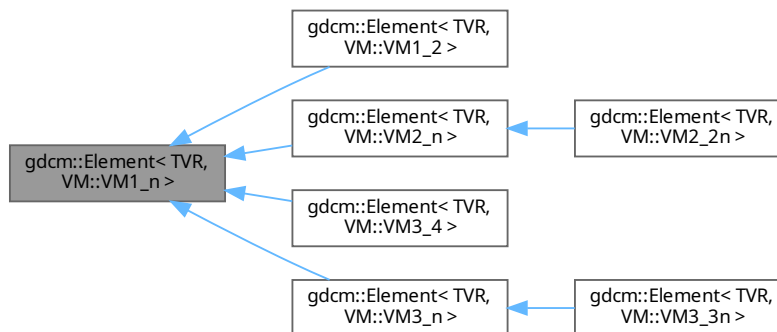 gdcm::Element< TVR,
VM::VM1_2 >
gdcm::Element< TVR,
VM::VM2_n >
gdcm::Element< TVR,
VM::VM2_2n >
gdcm::Element< TVR,
VM::VM1_n >
gdcm::Element< TVR,
VM::VM3_4 >
gdcm::Element< TVR,
VM::VM3_n >
gdcm::Element< TVR,
VM::VM3_3n >